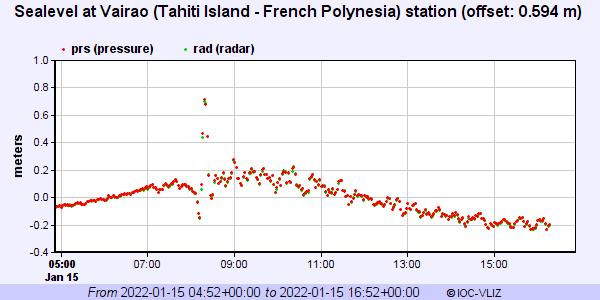 Sealevel at Vairao (Tahiti Island - French Polynesia) station (offset: 0.594 m)
prs (pressure) rad (radar)
1.0
0.8
0.6
0.4
0.2
0.0
-0.2
-0.4
meters
05:00 07:00 09:00 11:00 13:00 15:00
Jan 15
From 2022-01-15 04:52+00:00 to 2022-01-15 16:52+00:00 © IOC-VLIZ